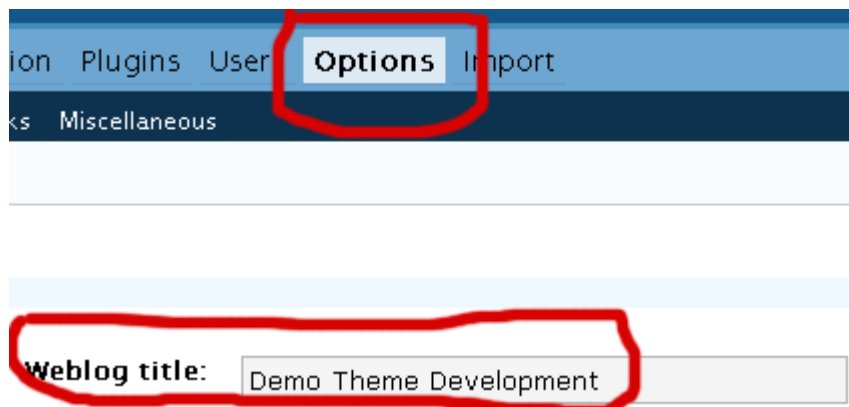 ion Plugins User Options Import
ks Miscellaneous
Weblog title: Demo Theme Development